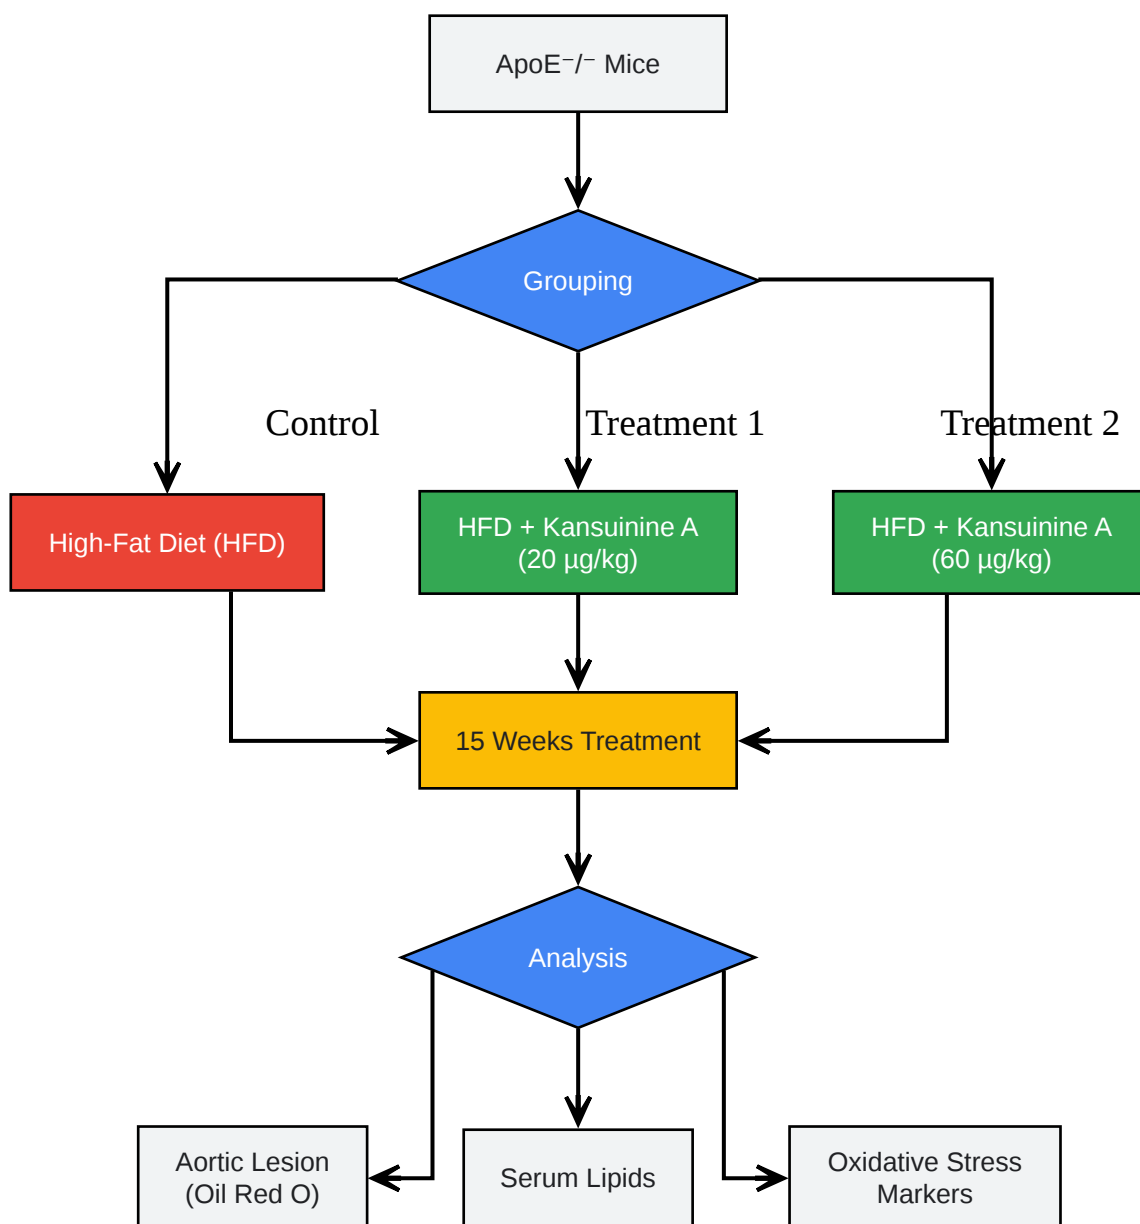 ApoE⁻/⁻ Mice
Grouping
Control
Treatment 1
Treatment 2
High-Fat Diet (HFD)
HFD + Kansuinine A
(20 µg/kg)
HFD + Kansuinine A
(60 µg/kg)
15 Weeks Treatment
Analysis
Aortic Lesion
(Oil Red O)
Serum Lipids
Oxidative Stress
Markers